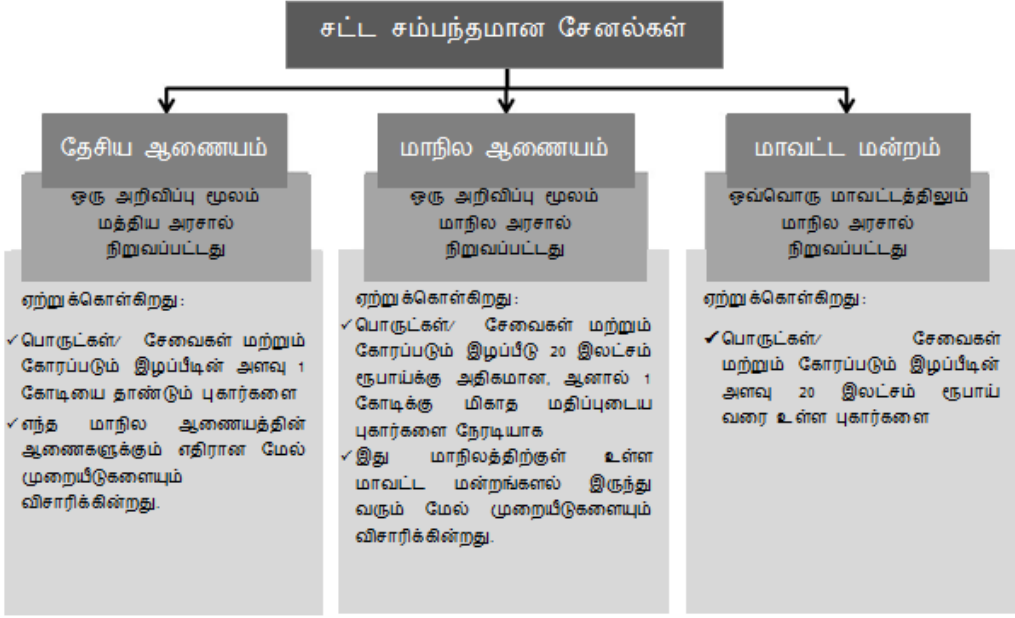 சட்ட சம்பந்தமான சேனல்கள்
தேசிய ஆணையம்
ஒரு அறிவிப்பு மூலம்
மத்திய அரசால்
நிறுவப்பட்டது
ஏற்றுக்கொள்கிறது:
✓பொருட்கள்/ சேவைகள் மற்றும்
கோரப்படும் இழப்பீடின் அளவு 1
கோடியை தாண்டும் புகார்களை
✓எந்த மாநில ஆணையத்தின்
ஆணைகளுக்கும் எதிரான மேல்
முறையீடுகளையும்
விசாரிக்கின்றது.
மாநில ஆணையம்
ஒரு அறிவிப்பு மூலம்
மாநில அரசால்
நிறுவப்பட்டது
ஏற்றுக்கொள்கிறது:
✓பொருட்கள்/ சேவைகள் மற்றும்
கோரப்படும் இழப்பீடு 20 இலட்சம்
ரூபாய்க்கு அதிகமான, ஆனால் 1
கோடிக்கு மிகாத மதிப்புடைய
புகார்களை நேரடியாக
✓இது மாநிலத்திற்குள் உள்ள
மாவட்ட மன்றங்களல் இருந்து
வரும் மேல் முறையீடுகளையும்
விசாரிக்கின்றது.
மாவட்ட மன்றம்
ஒவ்வொரு மாவட்டத்திலும்
மாநில அரசால்
நிறுவப்பட்டது
ஏற்றுக்கொள்கிறது:
✓பொருட்கள்/ சேவைகள்
மற்றும் கோரப்படும் இழப்பீடின்
அளவு 20 இலட்சம் ரூபாய்
வரை உள்ள புகார்களை